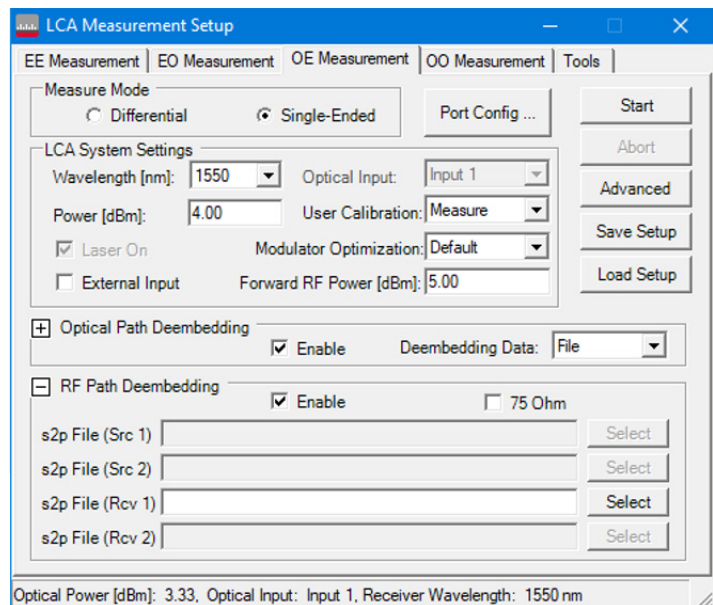 LCA Measurement Setup
EE Measurement EO Measurement OE Measurement OO Measurement Tools
Measure Mode
Differential Single-Ended Port Config ... Start
Abort
LCA System Settings
Wavelength [nm]: 1550 Optical Input: Input 1
Advanced
Power [dBm]: 4.00 User Calibration: Measure
Save Setup
Laser On Modulator Optimization: Default
Load Setup
External Input Forward RF Power [dBm]: 5.00
Optical Path Deembedding
Enable Deembedding Data: File
RF Path Deembedding
Enable 75 Ohm
s2p File (Src 1) Select
s2p File (Src 2) Select
s2p File (Rcv 1) Select
s2p File (Rcv 2) Select
Optical Power [dBm]: 3.33, Optical Input: Input 1, Receiver Wavelength: 1550 nm